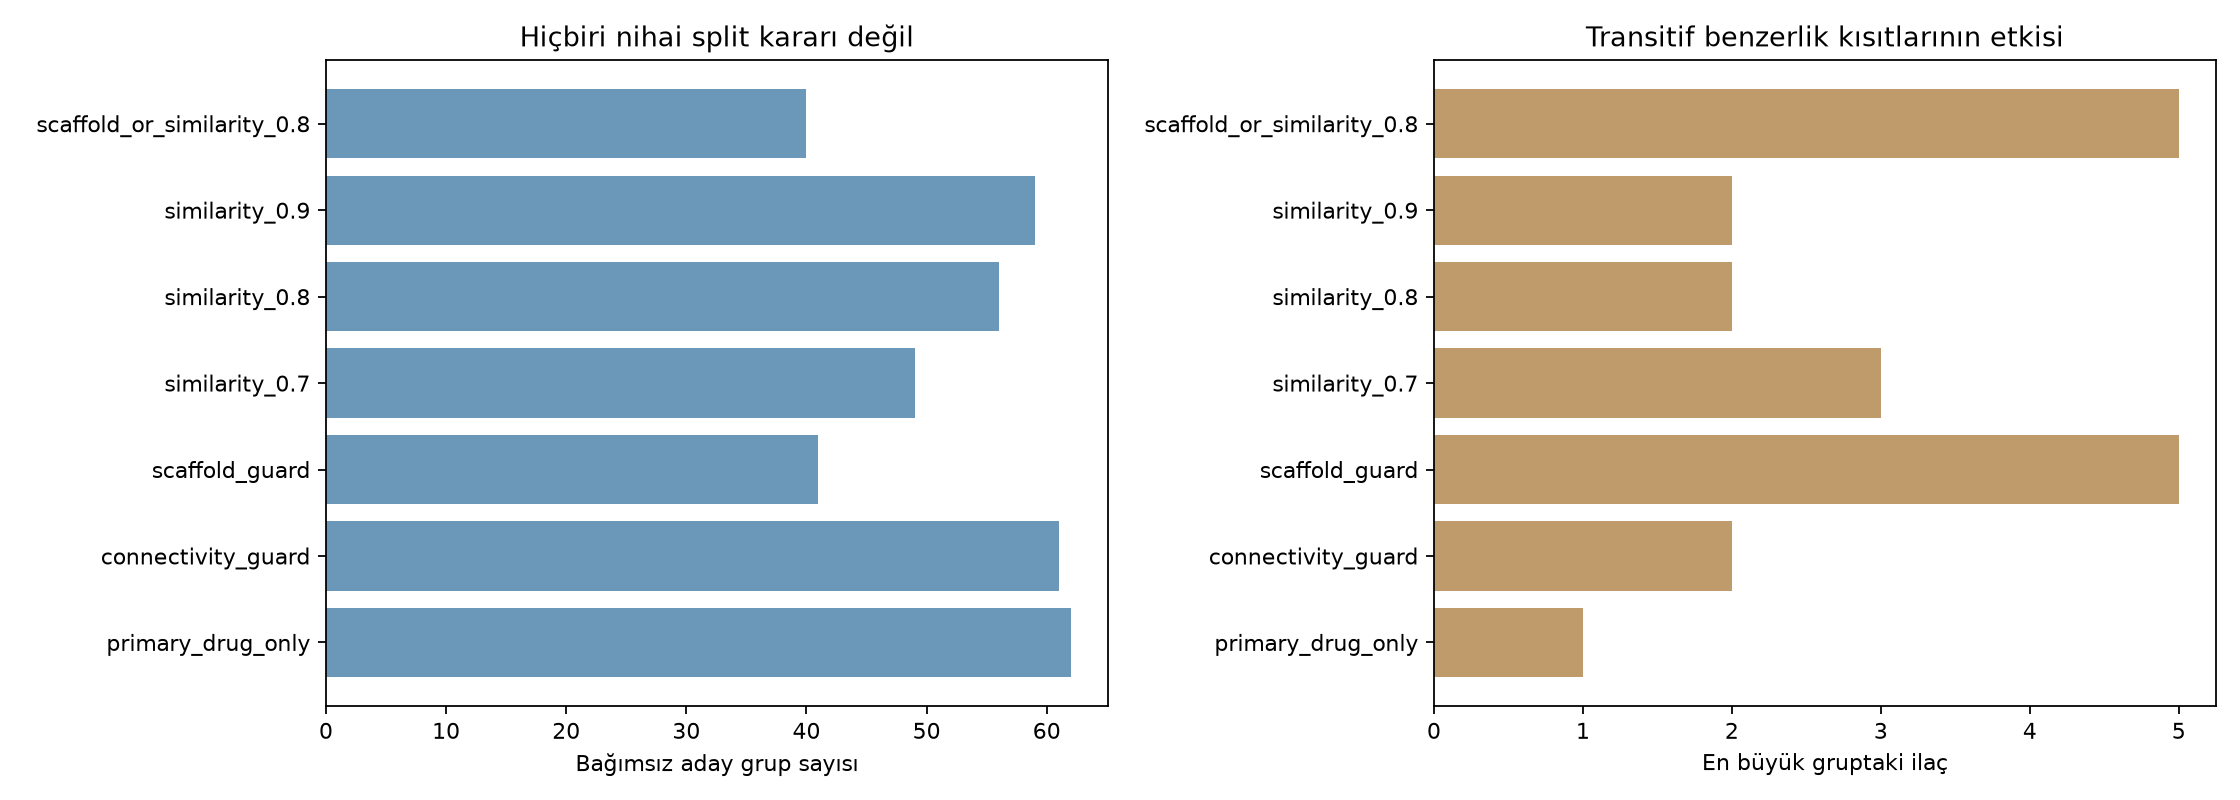 Hiçbiri nihai split kararı değil
scaffold_or_similarity_0.8
similarity_0.9
similarity_0.8
similarity_0.7
scaffold_guard
connectivity_guard
primary_drug_only
0 10 20 30 40 50 60
Bağımsız aday grup sayısı
Transitif benzerlik kısıtlarının etkisi
scaffold_or_similarity_0.8
similarity_0.9
similarity_0.8
similarity_0.7
scaffold_guard
connectivity_guard
primary_drug_only
0 1 2 3 4 5
En büyük gruptaki ilaç